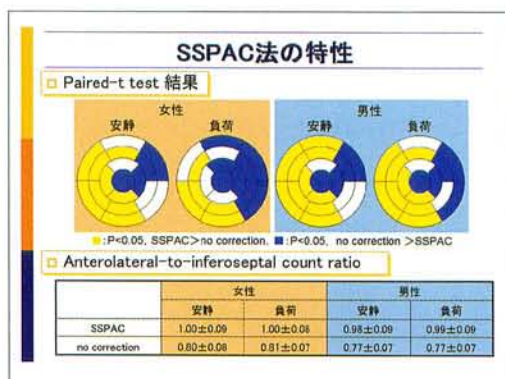 SSPAC法の特性
Paired-t test 結果
女性 男性
安静 負荷 安静 負荷
:P<0.05, SSPAC>no correction, :P<0.05, no correction >SSPAC
Anterolateral-to-inferoseptal count ratio
女性 男性
安静 負荷 安静 負荷
SSPAC 1.00±0.09 1.00±0.08 0.98±0.09 0.99±0.09
no correction 0.80±0.08 0.81±0.07 0.77±0.07 0.77±0.07